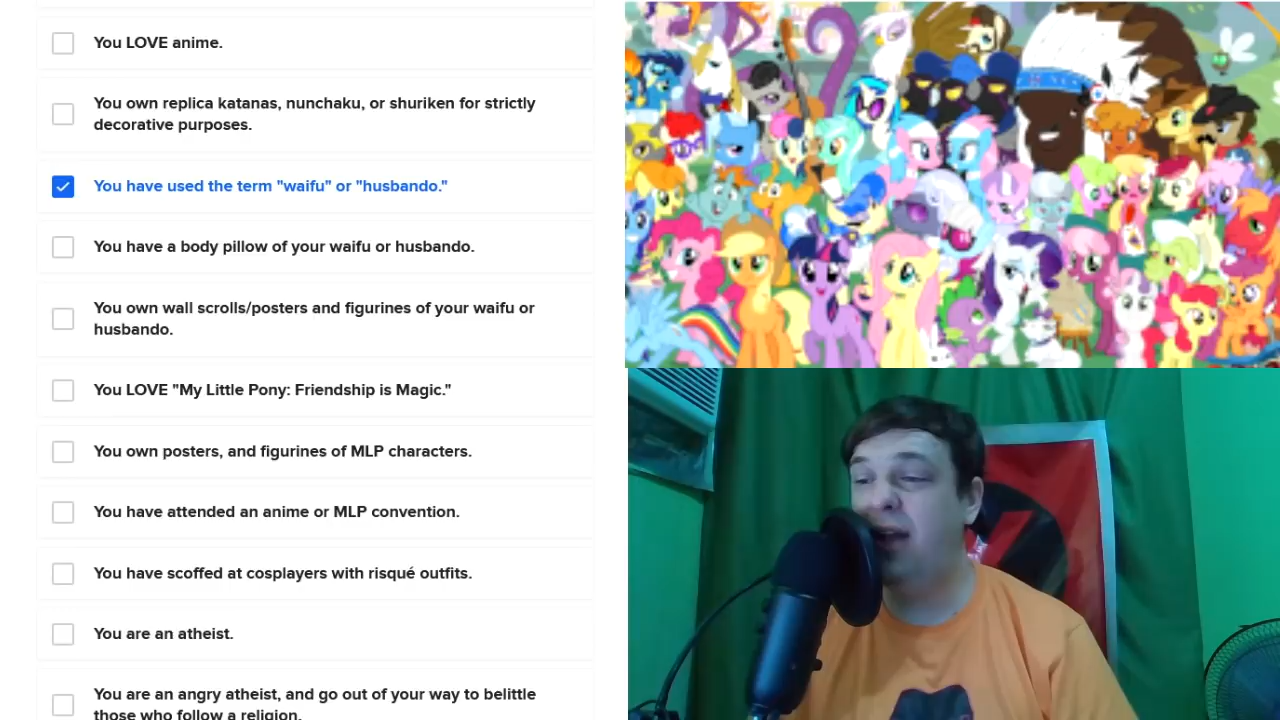 You LOVE anime.
You own replica katanas, nunchaku, or shuriken for strictly
decorative purposes.
You have used the term "waifu" or "husbando."
You have a body pillow of your waifu or husbando.
You own wall scrolls/posters and figurines of your waifu or
husbando.
You LOVE "My Little Pony: Friendship is Magic."
You own posters, and figurines of MLP characters.
You have attended an anime or MLP convention.
You have scoffed at cosplayers with risqué outfits.
You are an atheist.
You are an angry atheist, and go out of your way to belittle
those who follow a religion.